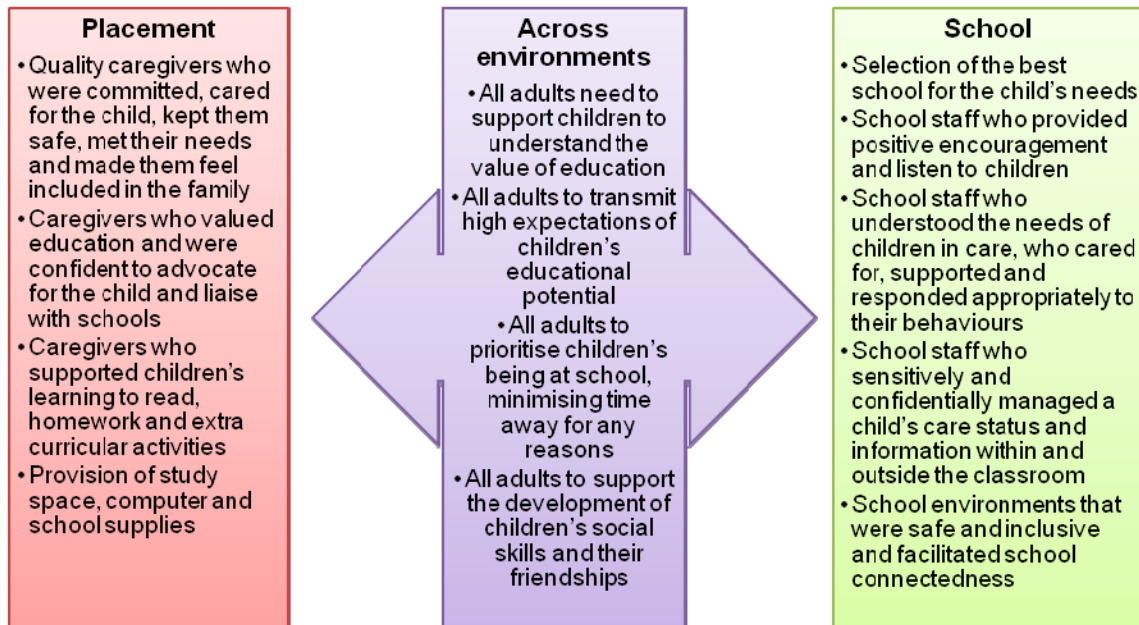 Placement
• Quality caregivers who
were committed, cared
for the child, kept them
safe, met their needs
and made them feel
included in the family
• Caregivers who valued
education and were
confident to advocate
for the child and liaise
with schools
• Caregivers who
supported children's
learning to read,
homework and extra
curricular activities
• Provision of study
space, computer and
school supplies
Across
environments
• All adults need to
support children to
understand the
value of education
• All adults to transmit
high expectations of
children's
educational
potential
• All adults to
prioritise children's
being at school,
minimising time
away for any
reasons
• All adults to support
the development of
children's social
skills and their
friendships
School
• Selection of the best
school for the child's needs
• School staff who provided
positive encouragement
and listen to children
• School staff who
understood the needs of
children in care, who cared
for, supported and
responded appropriately to
their behaviours
• School staff who
sensitively and
confidentially managed a
child's care status and
information within and
outside the classroom
• School environments that
were safe and inclusive
and facilitated school
connectedness